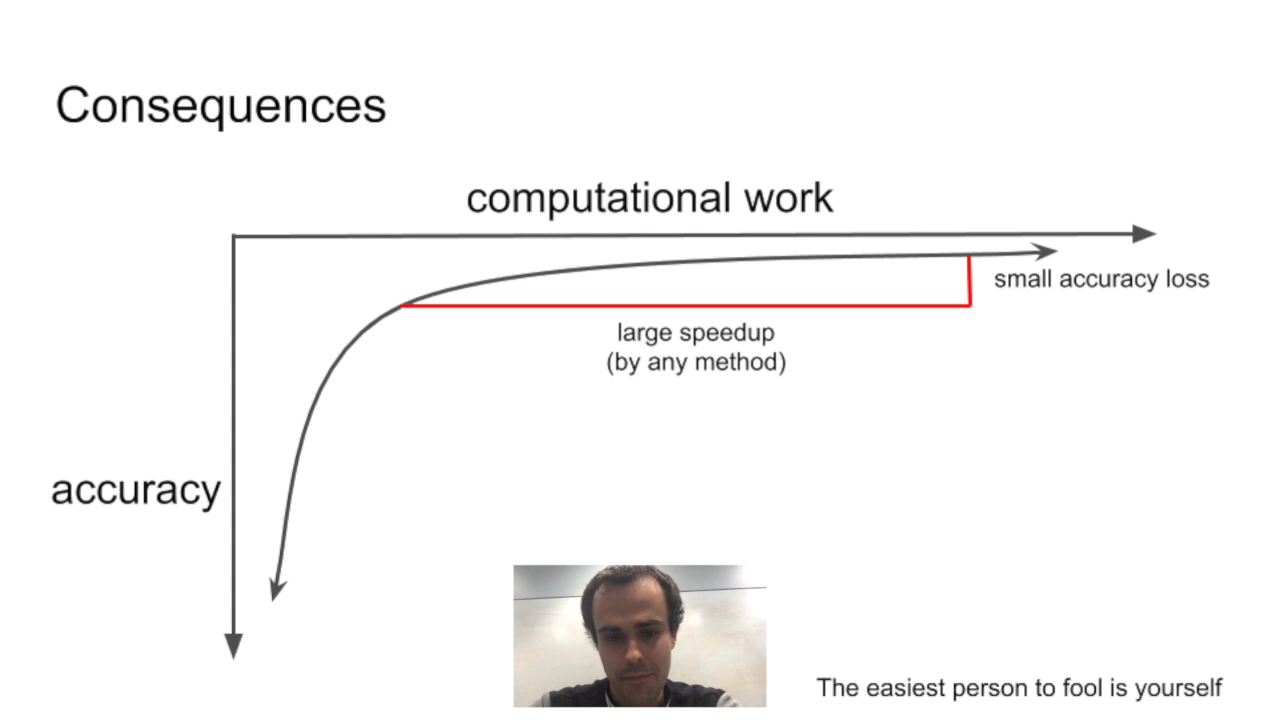 Consequences
computational work
small accuracy loss
large speedup
(by any method)
accuracy
The easiest person to fool is yourself